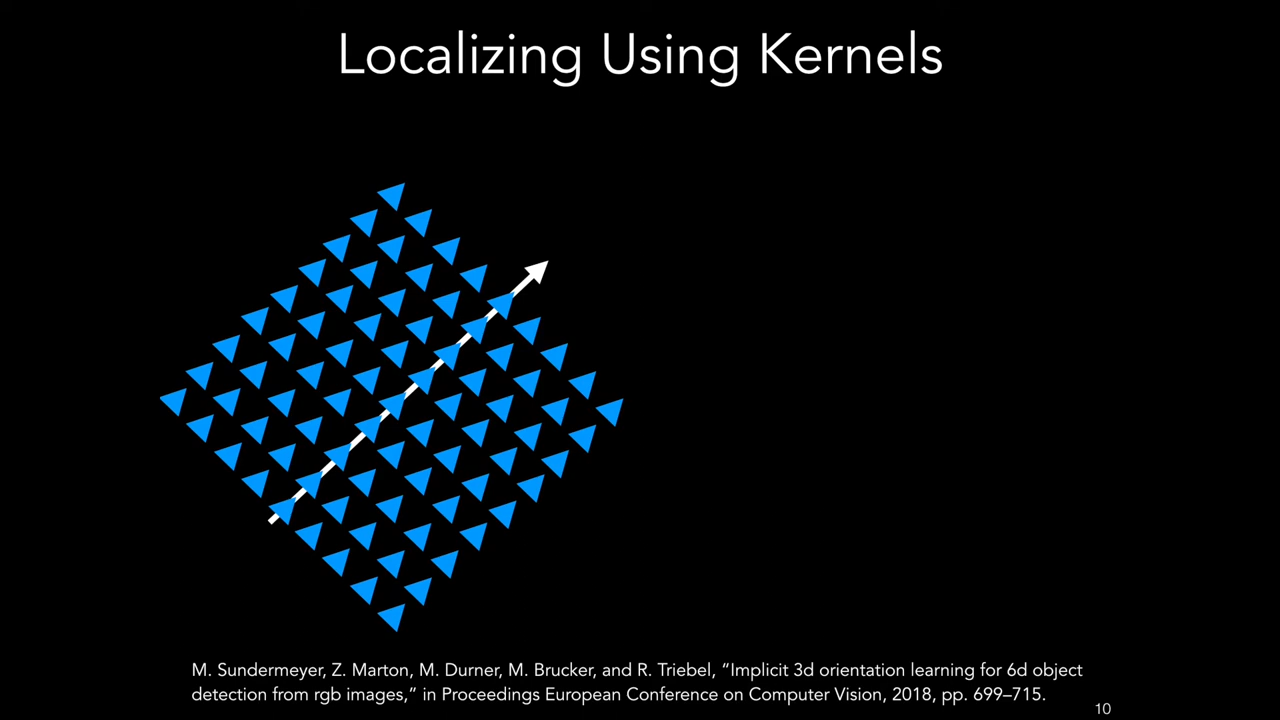 Localizing Using Kernels
M. Sundermeyer, Z. Marton, M. Durner, M. Brucker, and R. Triebel, “Implicit 3d orientation learning for 6d object
detection from rgb images,” in Proceedings European Conference on Computer Vision, 2018, pp. 699–715.
10